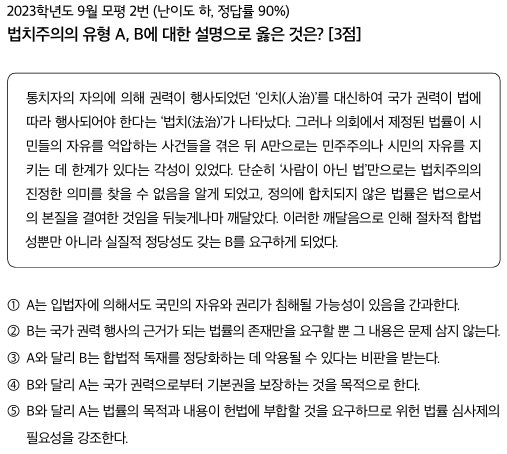 2023학년도 9월 모평 2번 (난이도 하, 정답률 90%)
법치주의의 유형 A, B에 대한 설명으로 옳은 것은? [3점]
통치자의 자의에 의해 권력이 행사되었던 ‘인치(人治)’를 대신하여 국가 권력이 법에
따라 행사되어야 한다는 ‘법치(法治)’가 나타났다. 그러나 의회에서 제정된 법률이 시
민들의 자유를 억압하는 사건들을 겪은 뒤 A만으로는 민주주의나 시민의 자유를 지
키는 데 한계가 있다는 각성이 있었다. 단순히 ‘사람이 아닌 법’만으로는 법치주의의
진정한 의미를 찾을 수 없음을 알게 되었고, 정의에 합치되지 않은 법률은 법으로서
의 본질을 결여한 것임을 뒤늦게나마 깨달았다. 이러한 깨달음으로 인해 절차적 합법
성뿐만 아니라 실질적 정당성도 갖는 B를 요구하게 되었다.
① A는 입법자에 의해서도 국민의 자유와 권리가 침해될 가능성이 있음을 간과한다.
② B는 국가 권력 행사의 근거가 되는 법률의 존재만을 요구할 뿐 그 내용은 문제 삼지 않는다.
③ A와 달리 B는 합법적 독재를 정당화하는 데 악용될 수 있다는 비판을 받는다.
④ B와 달리 A는 국가 권력으로부터 기본권을 보장하는 것을 목적으로 한다.
⑤ B와 달리 A는 법률의 목적과 내용이 헌법에 부합할 것을 요구하므로 위헌 법률 심사제의
필요성을 강조한다.